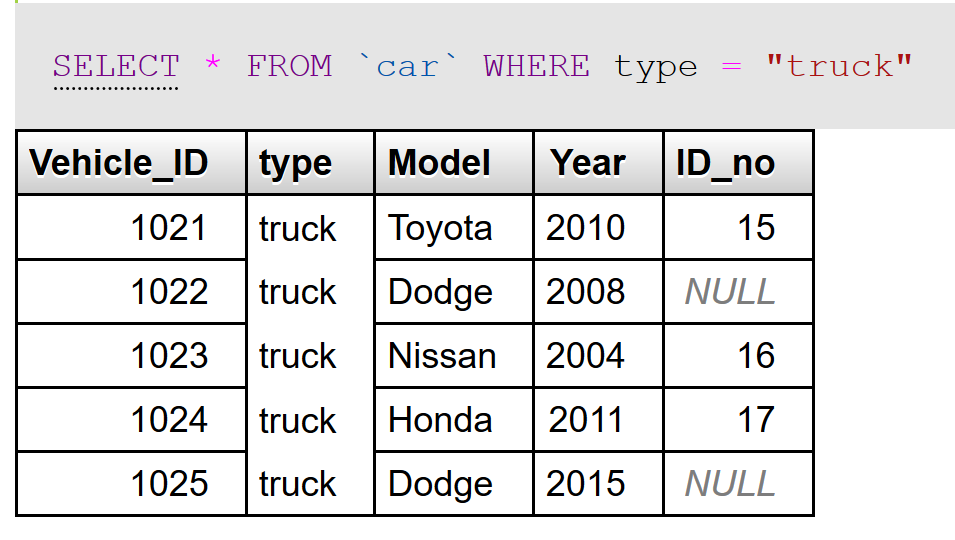 SELECT * FROM `car` WHERE type = "truck"
Vehicle_ID type Model Year ID_no
1021 truck Toyota 2010 15
1022 truck Dodge 2008 NULL
1023 truck Nissan 2004 16
1024 truck Honda 2011 17
1025 truck Dodge 2015 NULL